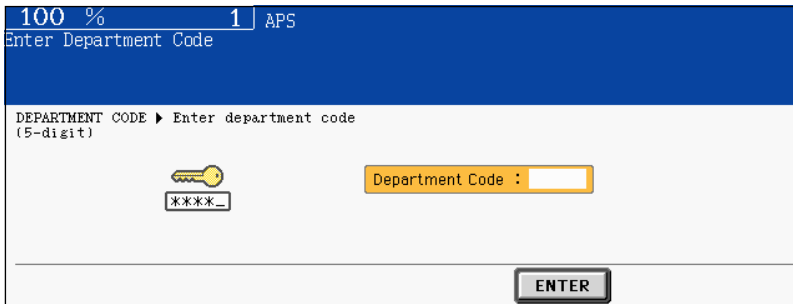 100 % 1 APS
Enter Department Code
DEPARTMENT CODE ▶ Enter department code
(5-digit)
****_
Department Code :
ENTER